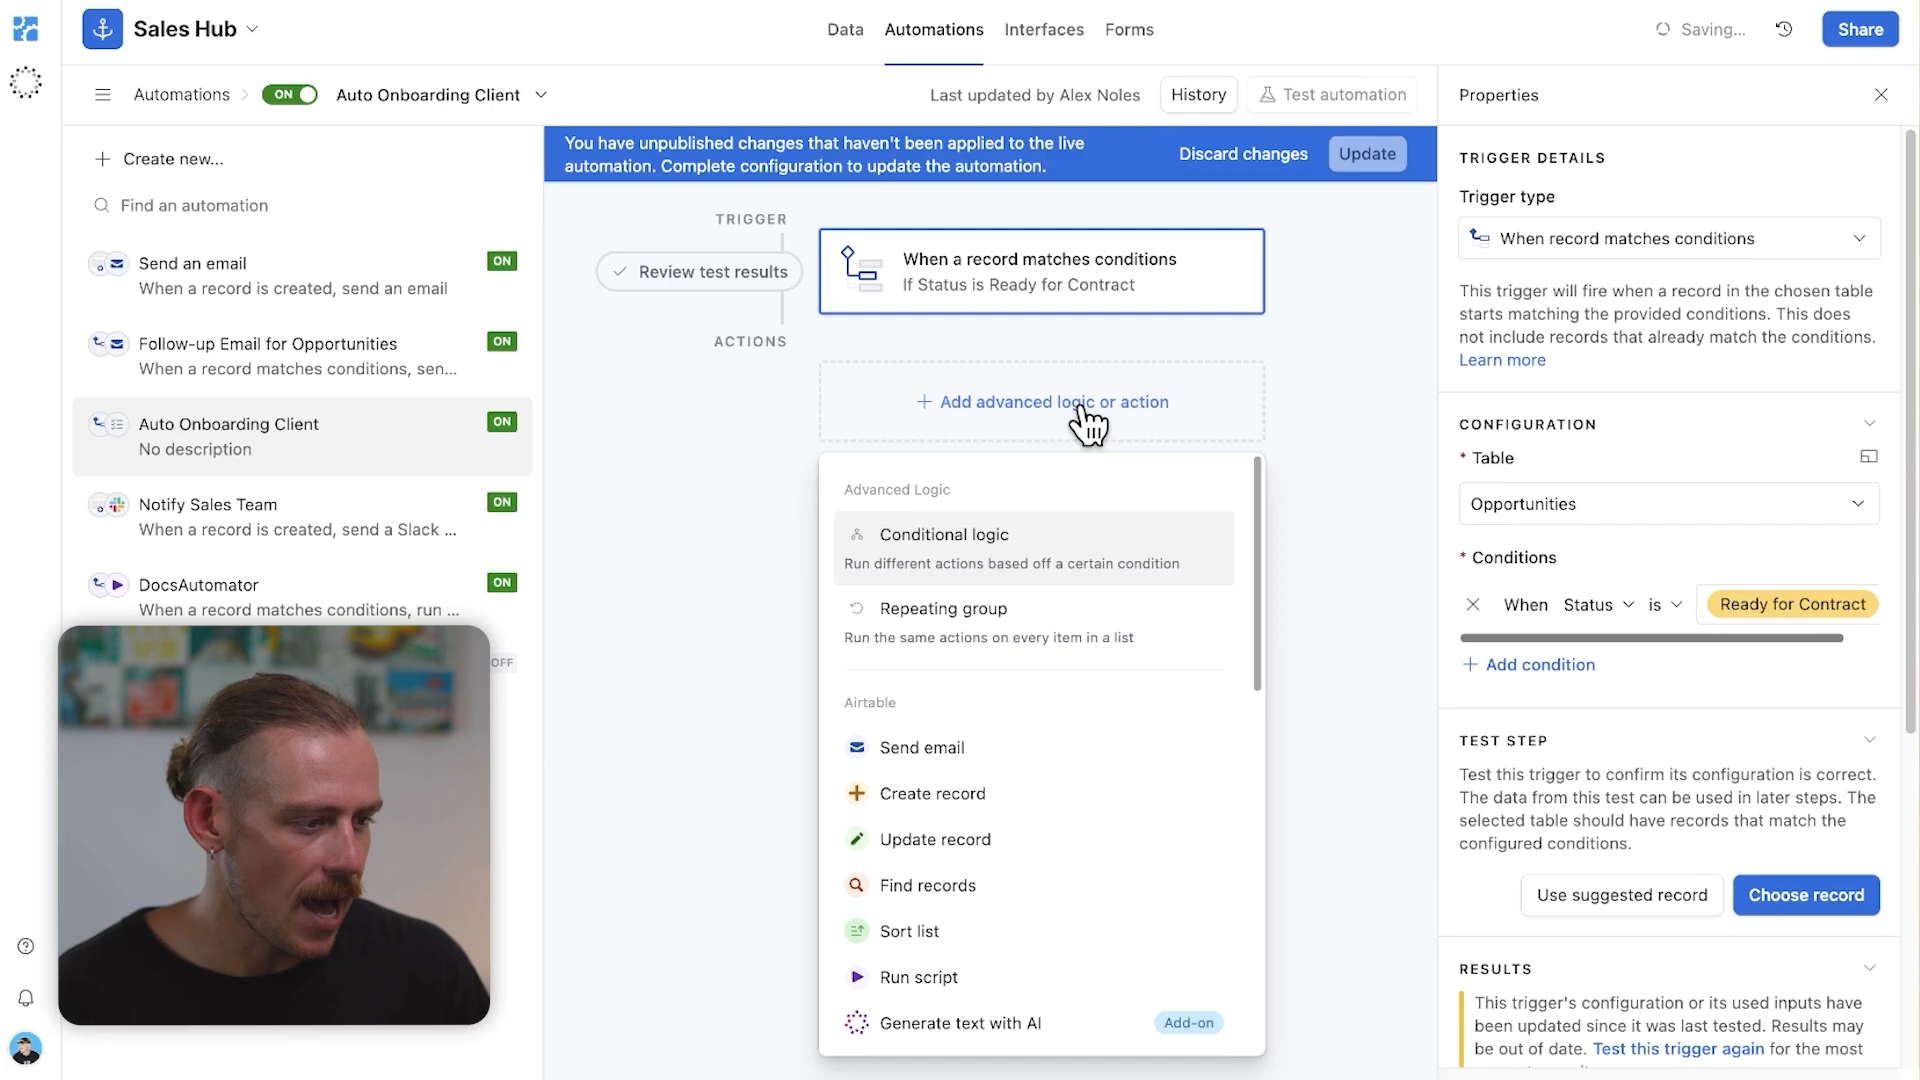 Sales Hub
Data
Automations
Interfaces
Forms
Saving...
Share
Automations
ON
Auto Onboarding Client
Last updated by Alex Noles
History
Test automation
Properties
Create new...
Find an automation
Send an email
When a record is created, send an email
ON
Follow-up Email for Opportunities
When a record matches conditions, sen...
ON
Auto Onboarding Client
No description
ON
Notify Sales Team
When a record is created, send a Slack ...
ON
DocsAutomator
When a record matches conditions, run ...
ON
OFF
You have unpublished changes that haven't been applied to the live
automation. Complete configuration to update the automation.
Discard changes
Update
TRIGGER
Review test results
When a record matches conditions
If Status is Ready for Contract
ACTIONS
Add advanced logic or action
Advanced Logic
Conditional logic
Run different actions based off a certain condition
Repeating group
Run the same actions on every item in a list
Airtable
Send email
Create record
Update record
Find records
Sort list
Run script
Generate text with AI
Add-on
TRIGGER DETAILS
Trigger type
When record matches conditions
This trigger will fire when a record in the chosen table
starts matching the provided conditions. This does
not include records that already match the conditions.
Learn more
CONFIGURATION
* Table
Opportunities
* Conditions
When Status is Ready for Contract
Add condition
TEST STEP
Test this trigger to confirm its configuration is correct.
The data from this test can be used in later steps. The
selected table should have records that match the
configured conditions.
Use suggested record
Choose record
RESULTS
This trigger's configuration or its used inputs have
been updated since it was last tested. Results may
be out of date. Test this trigger again for the most